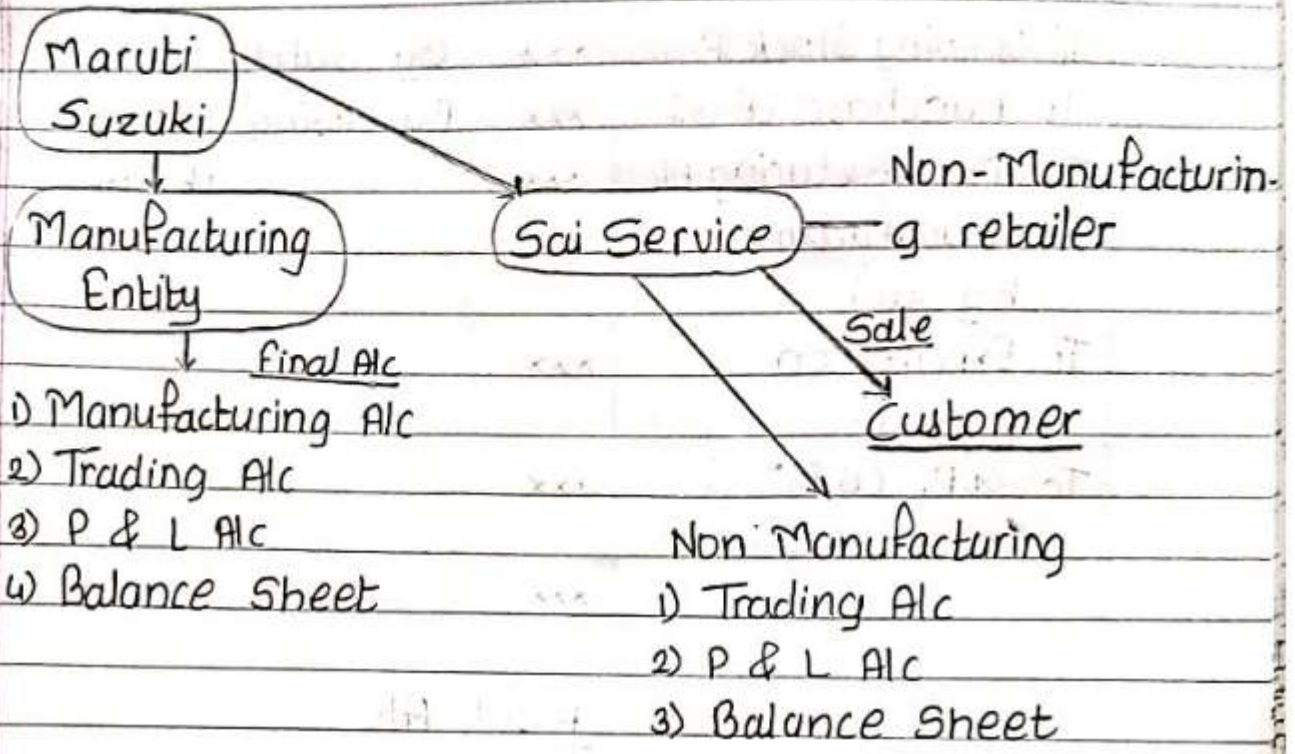 Maruti
Suzuki
Manufacturing
Entity
Final A/c
1) Manufacturing A/c
2) Trading A/c
3) P & L A/c
4) Balance Sheet
Sai Service
Non-Manufacturin-
g retailer
Sale
Customer
Non Manufacturing
1) Trading A/c
2) P & L A/c
3) Balance Sheet